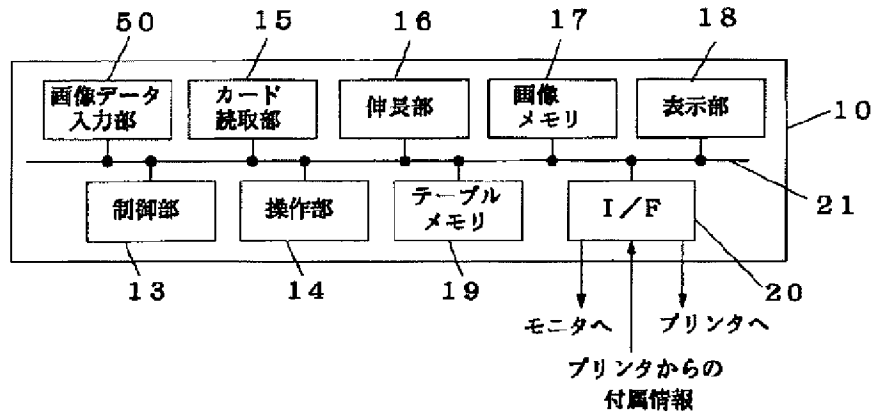 50 15 16 17 18
画像データ カード 伸長部 画像 表示部
入力部 読取部 メモリ
10
21
制御部 操作部 テーブル I/F
メモリ
13 14 19 20
モニタへ プリンタへ
プリンタからの
付属情報